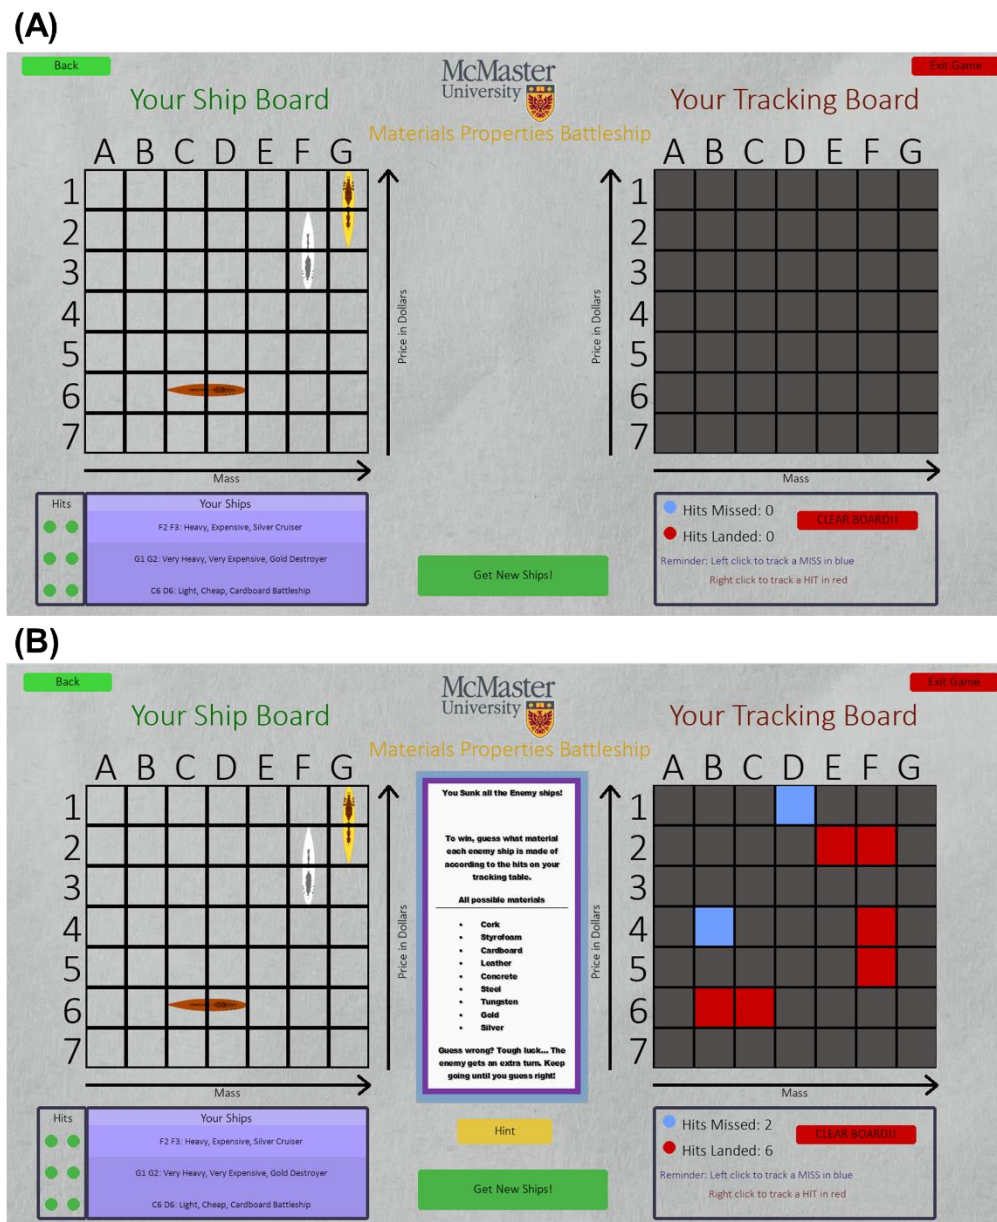 (A)
Back
McMaster
University
Exit Game
Your Ship Board
Your Tracking Board
Materials Properties Battleship
A B C D E F G
1
2
3
4
5
6
7
Price in Dollars
Mass
Price in Dollars
A B C D E F G
1
2
3
4
5
6
7
Mass
Hits
Your Ships
F2 F3: Heavy, Expensive, Silver Cruiser
G1 G2: Very Heavy, Very Expensive, Gold Destroyer
C6 D6: Light, Cheap, Cardboard Battleship
Get New Ships!
Hits Missed: 0
Hits Landed: 0
CLEAR BOARD!!
Reminder: Left click to track a MISS in blue
Right click to track a HIT in red
(B)
Back
McMaster
University
Exit Game
Your Ship Board
Your Tracking Board
Materials Properties Battleship
A B C D E F G
1
2
3
4
5
6
7
Price in Dollars
Mass
You Sunk all the Enemy ships!
To win, guess what material
each enemy ship is made of
according to the hits on your
tracking table.
All possible materials
• Cork
• Styrofoam
• Cardboard
• Leather
• Concrete
• Steel
• Tungsten
• Gold
• Silver
Guess wrong? Tough luck... The
enemy gets an extra turn. Keep
going until you guess right!
Price in Dollars
A B C D E F G
1
2
3
4
5
6
7
Mass
Hits
Your Ships
F2 F3: Heavy, Expensive, Silver Cruiser
G1 G2: Very Heavy, Very Expensive, Gold Destroyer
C6 D6: Light, Cheap, Cardboard Battleship
Hint
Get New Ships!
Hits Missed: 2
Hits Landed: 6
CLEAR BOARD!!
Reminder: Left click to track a MISS in blue
Right click to track a HIT in red